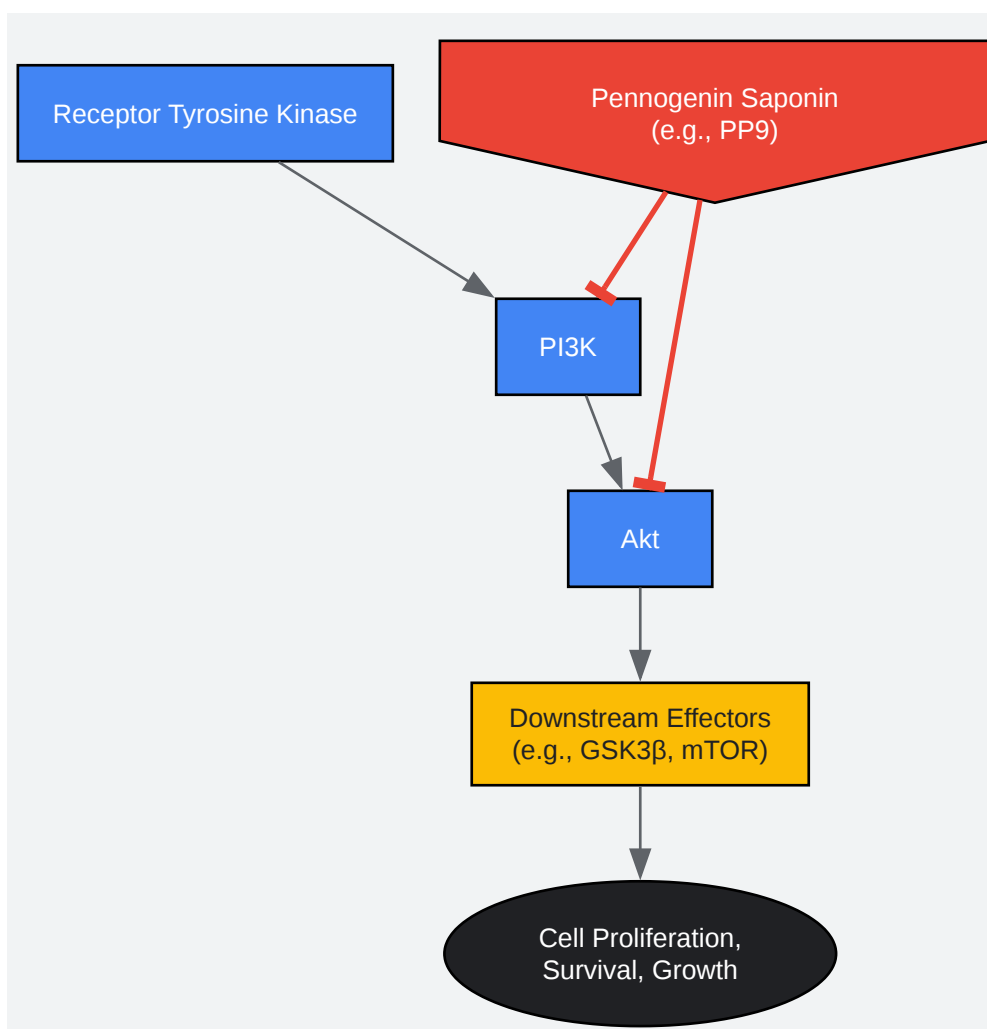 Receptor Tyrosine Kinase
Pennogenin Saponin
(e.g., PP9)
PI3K
Akt
Downstream Effectors
(e.g., GSK3β, mTOR)
Cell Proliferation,
Survival, Growth